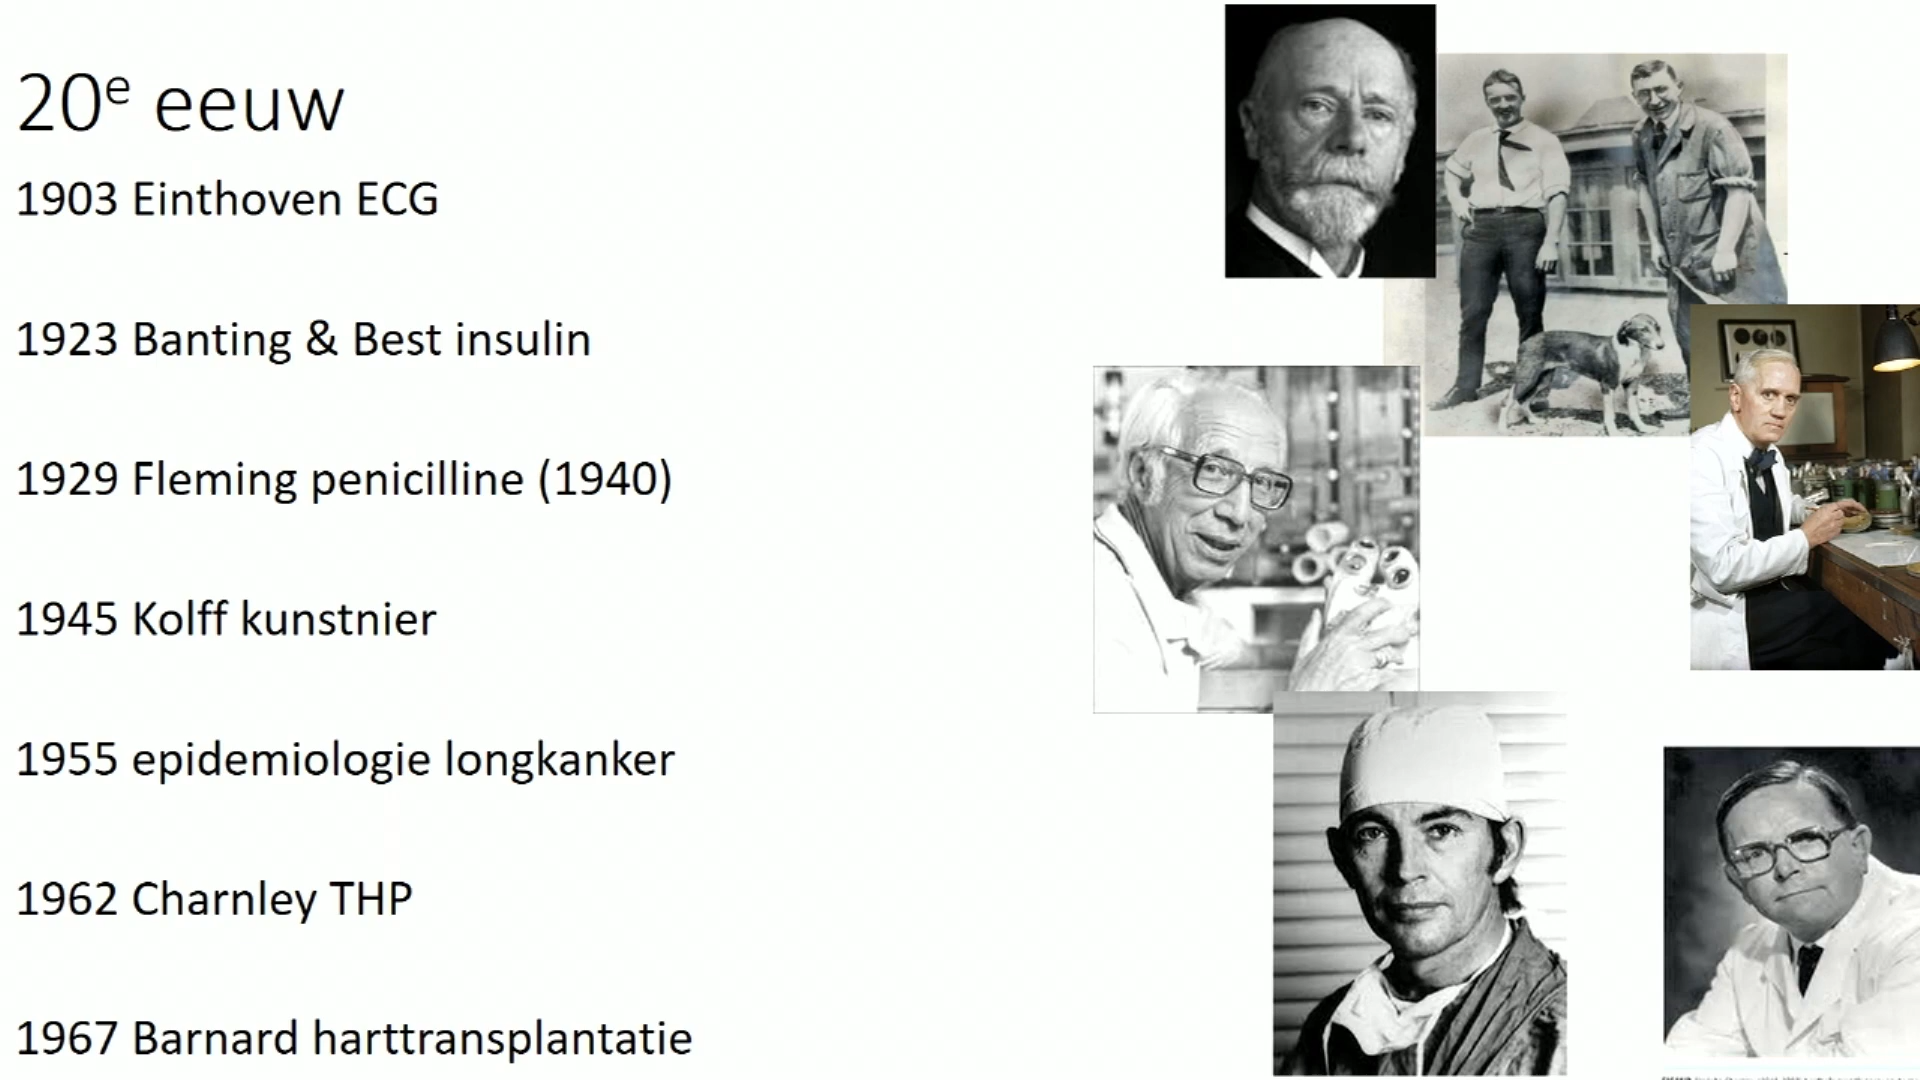 20e eeuw
1903 Einthoven ECG
1923 Banting & Best insulin
1929 Fleming penicilline (1940)
1945 Kolff kunstnier
1955 epidemiologie longkanker
1962 Charnley THP
1967 Barnard harttransplantatie